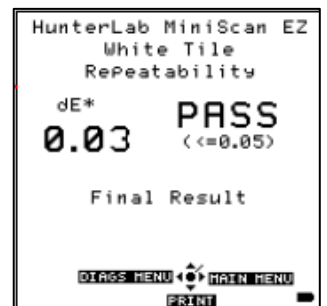 HunterLab MiniScan EZ
White Tile
Repeatability
dE*
PASS
0.03
(<=0.05)
Final Result
DIAGS MENU
MAIN MENU
PRINT